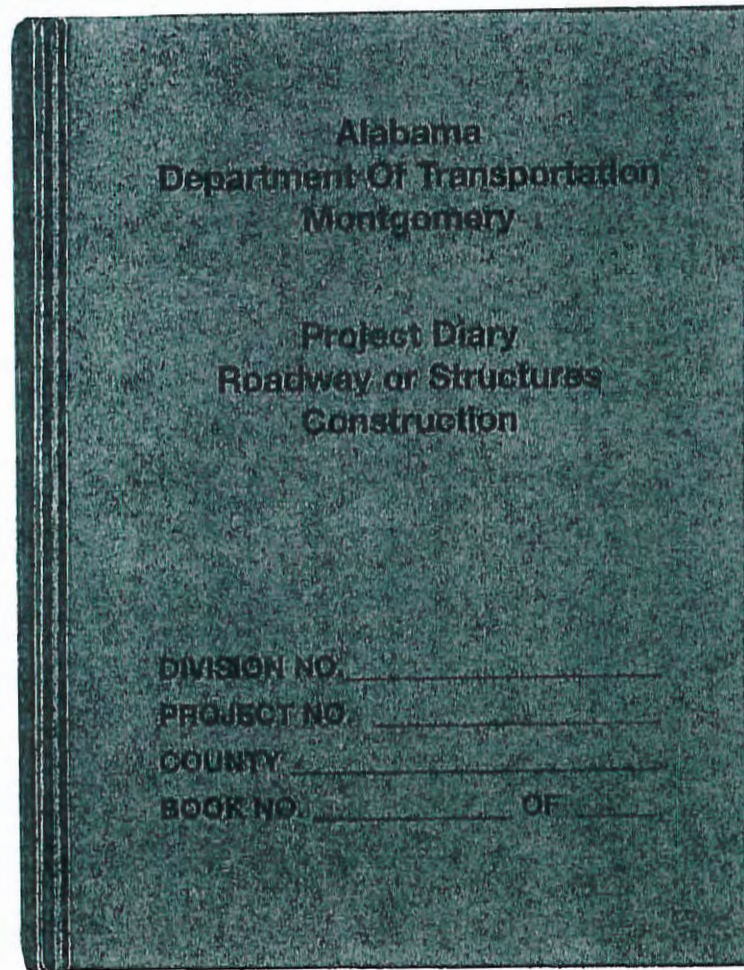 Alabama
Department Of Transportation
Montgomery
Project Diary
Roadway or Structures
Construction
DIVISION NO.
PROJECT NO.
COUNTY
BOOK NO. OF